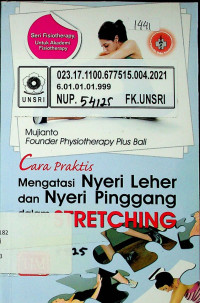 Seri Fisiotherapy
Untuk Akademi
Fisiotherapy
1441
023.17.1100.677515.004.2021
6.01.01.01.999
UNSRI
NUP. 54125 FK.UNSRI
Mujianto
Founder Physiotherapy Plus Bali
Cara Praktis
Mengatasi Nyeri Leher
dan Nyeri Pinggang
STRETCHING
182